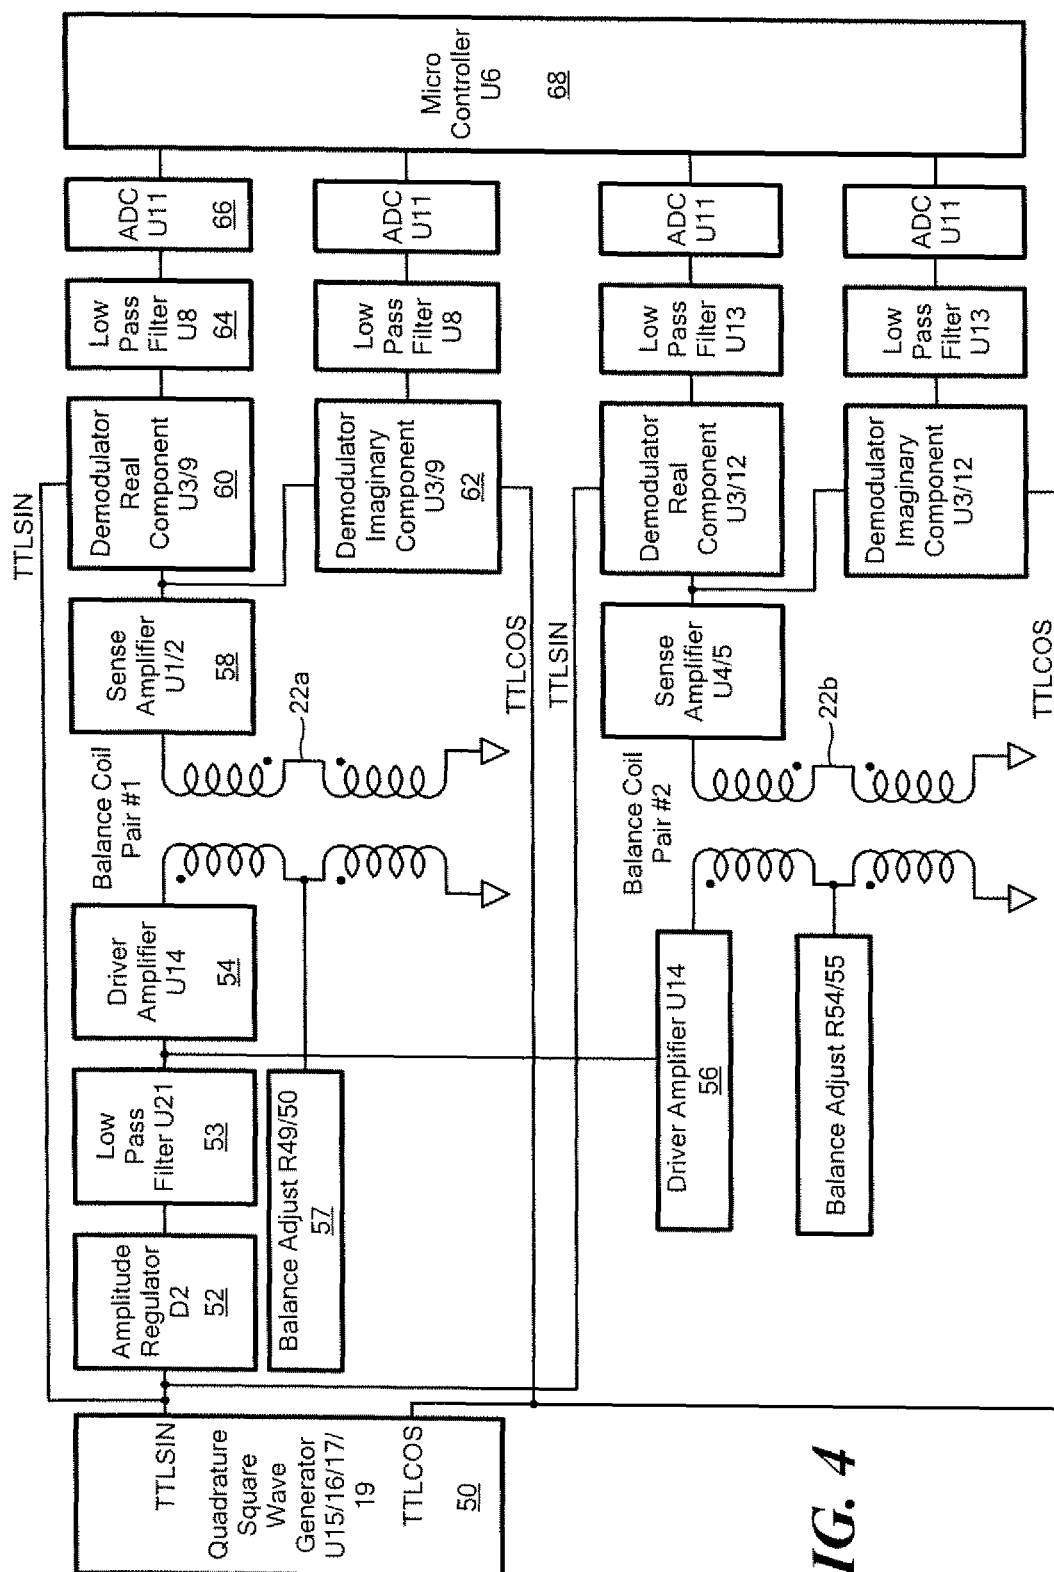 TTLSIN
Quadrature
Square
Wave
Generator
U15/16/17/
19
TTLCOS
50
Amplitude
Regulator
D2
52
Low
Pass
Filter U21
53
Driver
Amplifier
U14
54
Balance Adjust R49/50
57
Balance Coil
Pair #1
22a
Sense
Amplifier
U1/2
58
TTLSIN
Demodulator
Real
Component
U3/9
60
Low
Pass
Filter
U8
64
ADC
U11
66
Demodulator
Imaginary
Component
U3/9
62
Low
Pass
Filter
U8
ADC
U11
TTLCOS
Micro
Controller
U6
68
TTLSIN
Driver Amplifier U14
56
Balance Adjust R54/55
Balance Coil
Pair #2
22b
Sense
Amplifier
U4/5
Demodulator
Real
Component
U3/12
Low
Pass
Filter
U13
ADC
U11
Demodulator
Imaginary
Component
U3/12
Low
Pass
Filter
U13
ADC
U11
TTLCOS
IG. 4